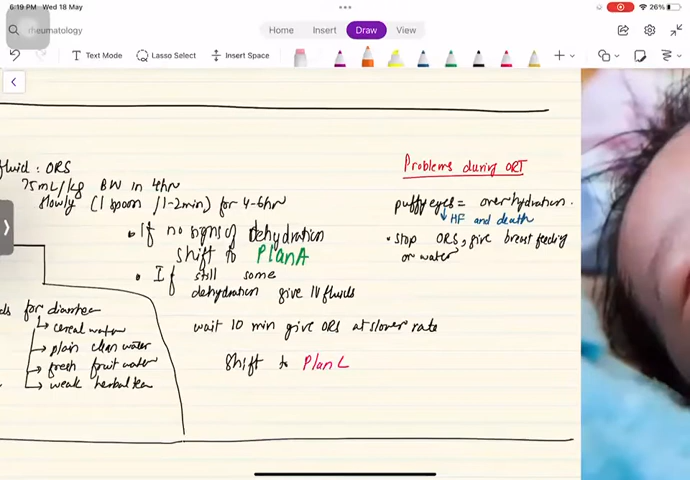 6:19 PM Wed 18 May
26%
rheumatology
Home Insert Draw View
Text Mode Lasso Select Insert Space
fluid : ORS
75mL/kg BW in 4hr
slowly (1 spoon /1-2min) for 4-6hr
• If no signs of dehydration
shift to Plan A
• If still some
dehydration give IV fluids
wait 10 min give ORS at slower rate
shift to Plan C
ds for diarrhea
cereal water
plain clean water
fresh fruit water
weak herbal tea
Problems during ORT
puffy eyes = overhydration.
↓ HF and death
• stop ORS, give breast feeding
or water